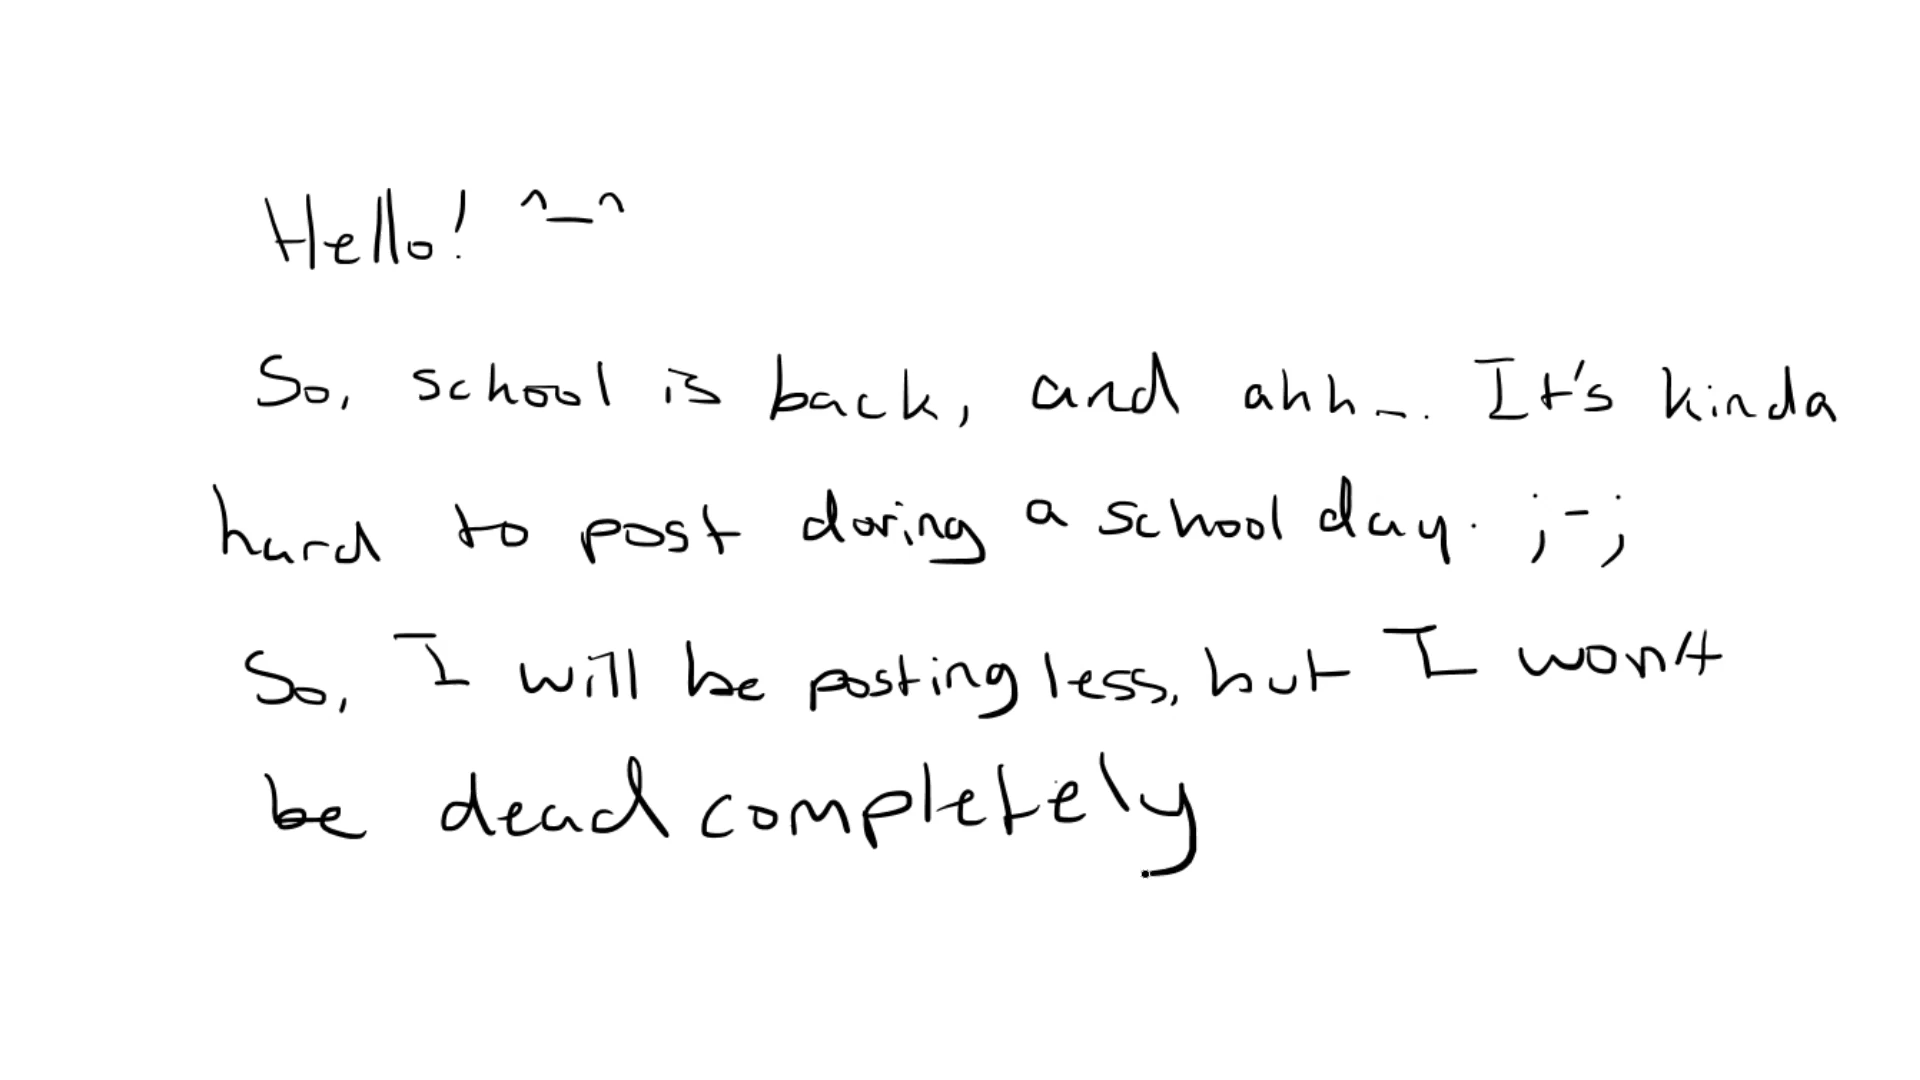 Hello! ^_^
So, school is back, and ahh... It's kinda
hard to post during a school day. ;-;
So, I will be posting less, but I won't
be dead completely